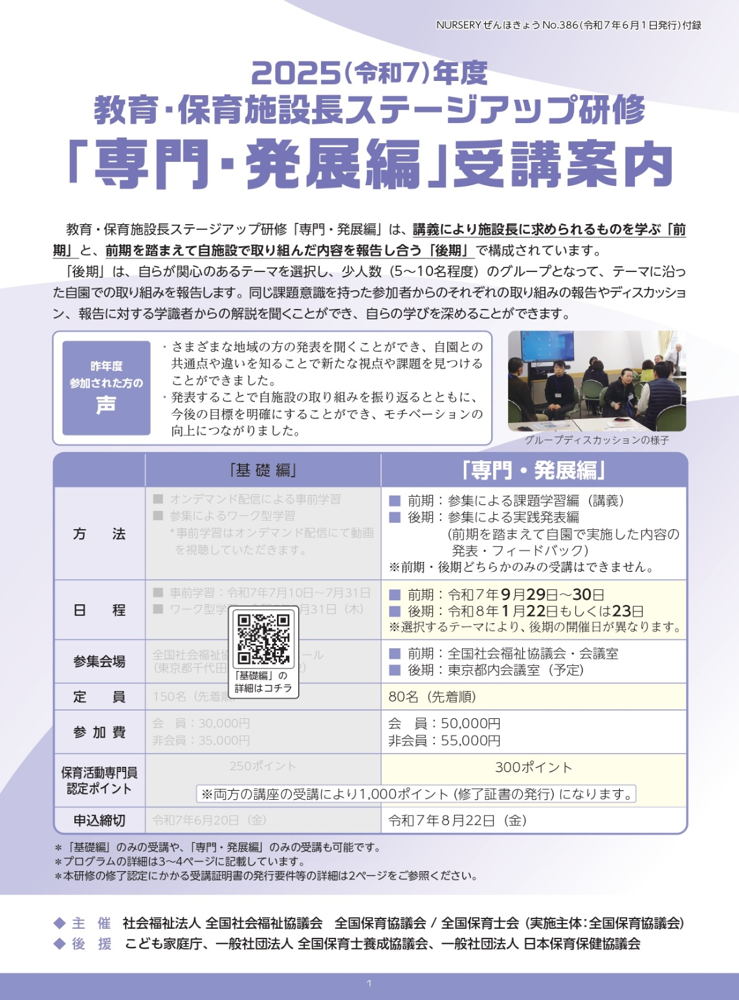 NURSERYぜんほきょう No.386(令和7年6月1日発行)付録
2025(令和7)年度
教育・保育施設長ステージアップ研修
「専門・発展編」受講案内
教育・保育施設長ステージアップ研修「専門・発展編」は、講義により施設長に求められるものを学ぶ「前
期」と、前期を踏まえて自施設で取り組んだ内容を報告し合う「後期」で構成されています。
「後期」は、自らが関心のあるテーマを選択し、少人数（5～10名程度）のグループとなって、テーマに沿っ
た自園での取り組みを報告します。同じ課題意識を持った参加者からのそれぞれの取り組みの報告やディスカッショ
ン、報告に対する学識者からの解説を聞くことができ、自らの学びを深めることができます。
昨年度
参加された方の
声
・さまざまな地域の方の発表を聞くことができ、自園との
共通点や違いを知ることで新たな視点や課題を見つける
ことができました。
・発表することで自施設の取り組みを振り返るとともに、
今後の目標を明確にすることができ、モチベーションの
向上につながりました。
グループディスカッションの様子
「基礎編」
「専門・発展編」
方　法
■ オンデマンド配信による事前学習
■ 参集によるワーク型学習
*事前学習はオンデマンド配信にて動画
を視聴していただきます。
■ 前期：参集による課題学習編（講義）
■ 後期：参集による実践発表編
（前期を踏まえて自園で実施した内容の
発表・フィードバック）
※前期・後期どちらかのみの受講はできません。
日　程
■ 事前学習：令和7年7月10日～7月31日
■ ワーク型学 月31日（木）
■ 前期：令和7年9月29日～30日
■ 後期：令和8年1月22日もしくは23日
※選択するテーマにより、後期の開催日が異なります。
参集会場
全国社会福祉協 ール
（東京都千代田
■ 前期：全国社会福祉協議会・会議室
■ 後期：東京都内会議室（予定）
「基礎編」の
詳細はコチラ
定　員
150名（先着順）
80名（先着順）
参加費
会　員：30,000円
非会員：35,000円
会　員：50,000円
非会員：55,000円
保育活動専門員
認定ポイント
250ポイント
300ポイント
※両方の講座の受講により1,000ポイント（修了証書の発行）になります。
申込締切
令和7年6月20日（金）
令和7年8月22日（金）
＊「基礎編」のみの受講や、「専門・発展編」のみの受講も可能です。
＊プログラムの詳細は3～4ページに記載しています。
＊本研修の修了認定にかかる受講証明書の発行要件等の詳細は2ページをご参照ください。
◆ 主　催　社会福祉法人 全国社会福祉協議会　全国保育協議会 / 全国保育士会（実施主体：全国保育協議会）
◆ 後　援　こども家庭庁、一般社団法人 全国保育士養成協議会、一般社団法人 日本保育保健協議会
1